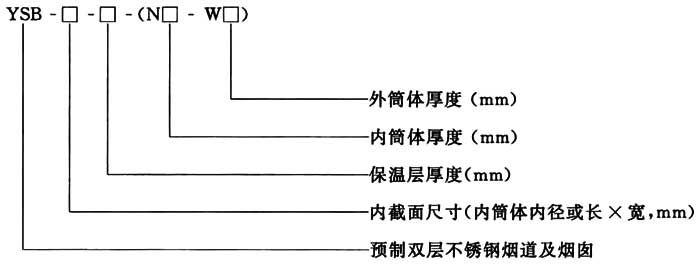 YSB-□-□-(N□-W□)
外筒体厚度(mm)
内筒体厚度(mm)
保温层厚度(mm)
内截面尺寸(内筒体内径或长×宽,mm)
预制双层不锈钢烟道及烟囱